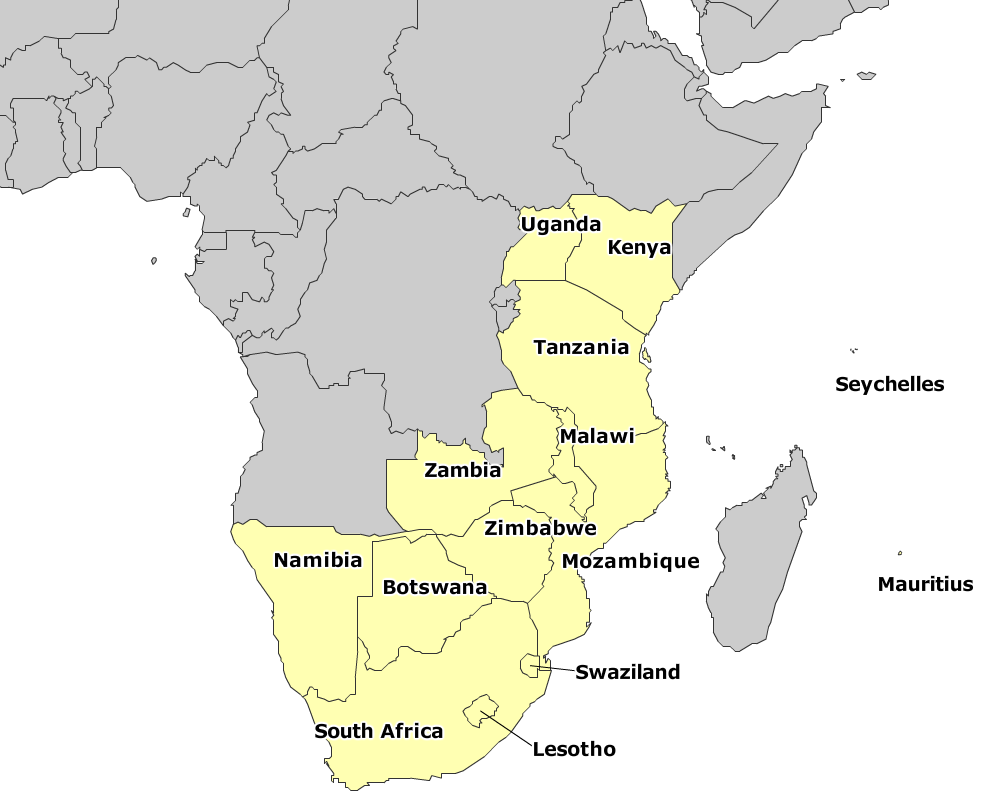 Uganda
Kenya
Tanzania
Seychelles
Malawi
Zambia
Zimbabwe
Namibia
Mozambique
Botswana
Mauritius
Swaziland
South Africa
Lesotho